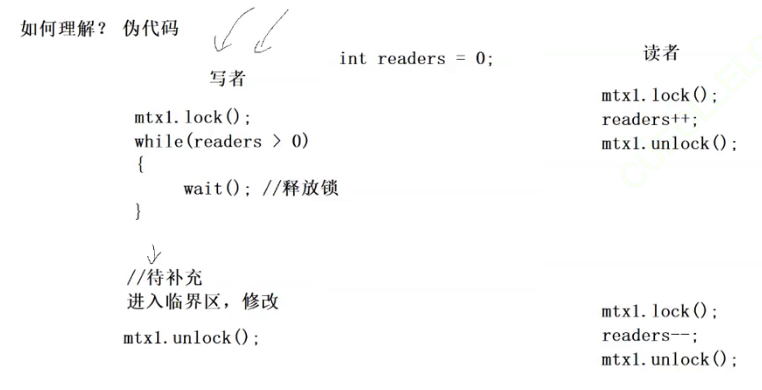 如何理解? 伪代码
int readers = 0;
写者
mtx1.lock();
while(readers > 0)
{
wait(); //释放锁
}
//待补充
进入临界区，修改
mtx1.unlock();
读者
mtx1.lock();
readers++;
mtx1.unlock();
mtx1.lock();
readers--;
mtx1.unlock();